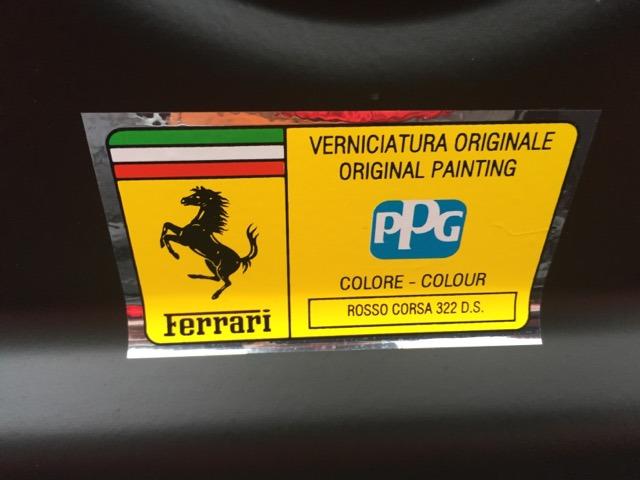 VERNICIATURA ORIGINALE
ORIGINAL PAINTING
PPG
COLORE - COLOUR
ROSSO CORSA 322 D.S.
Ferrari